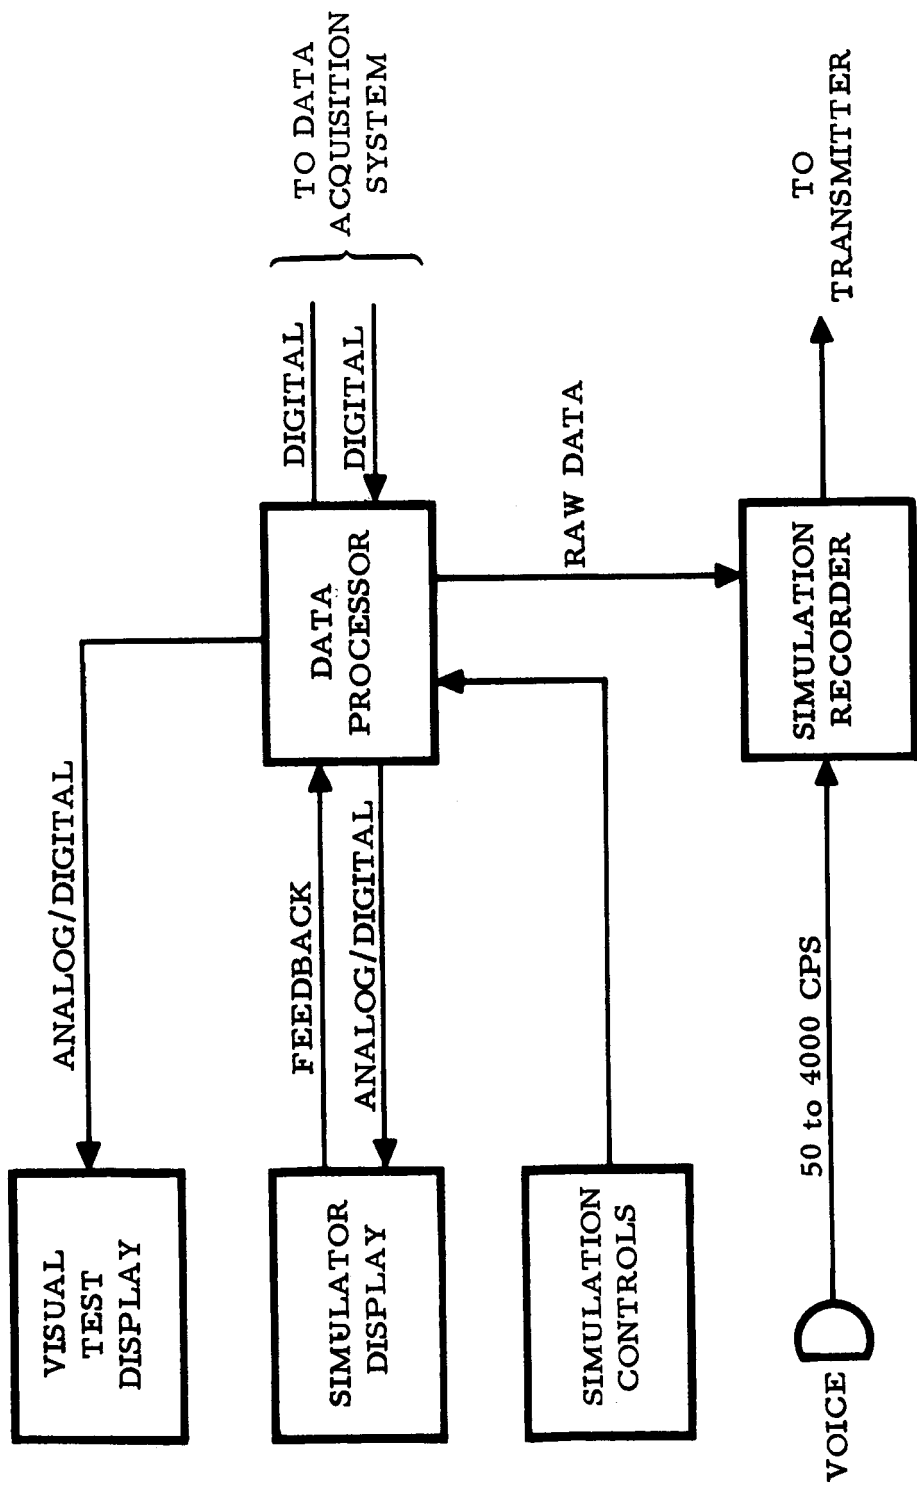 VISUAL
TEST
DISPLAY
ANALOG/DIGITAL
SIMULATOR
DISPLAY
FEEDBACK
ANALOG/DIGITAL
DATA
PROCESSOR
DIGITAL
DIGITAL
TO DATA
ACQUISITION
SYSTEM
SIMULATION
CONTROLS
RAW DATA
VOICE
50 to 4000 CPS
SIMULATION
RECORDER
TO
TRANSMITTER